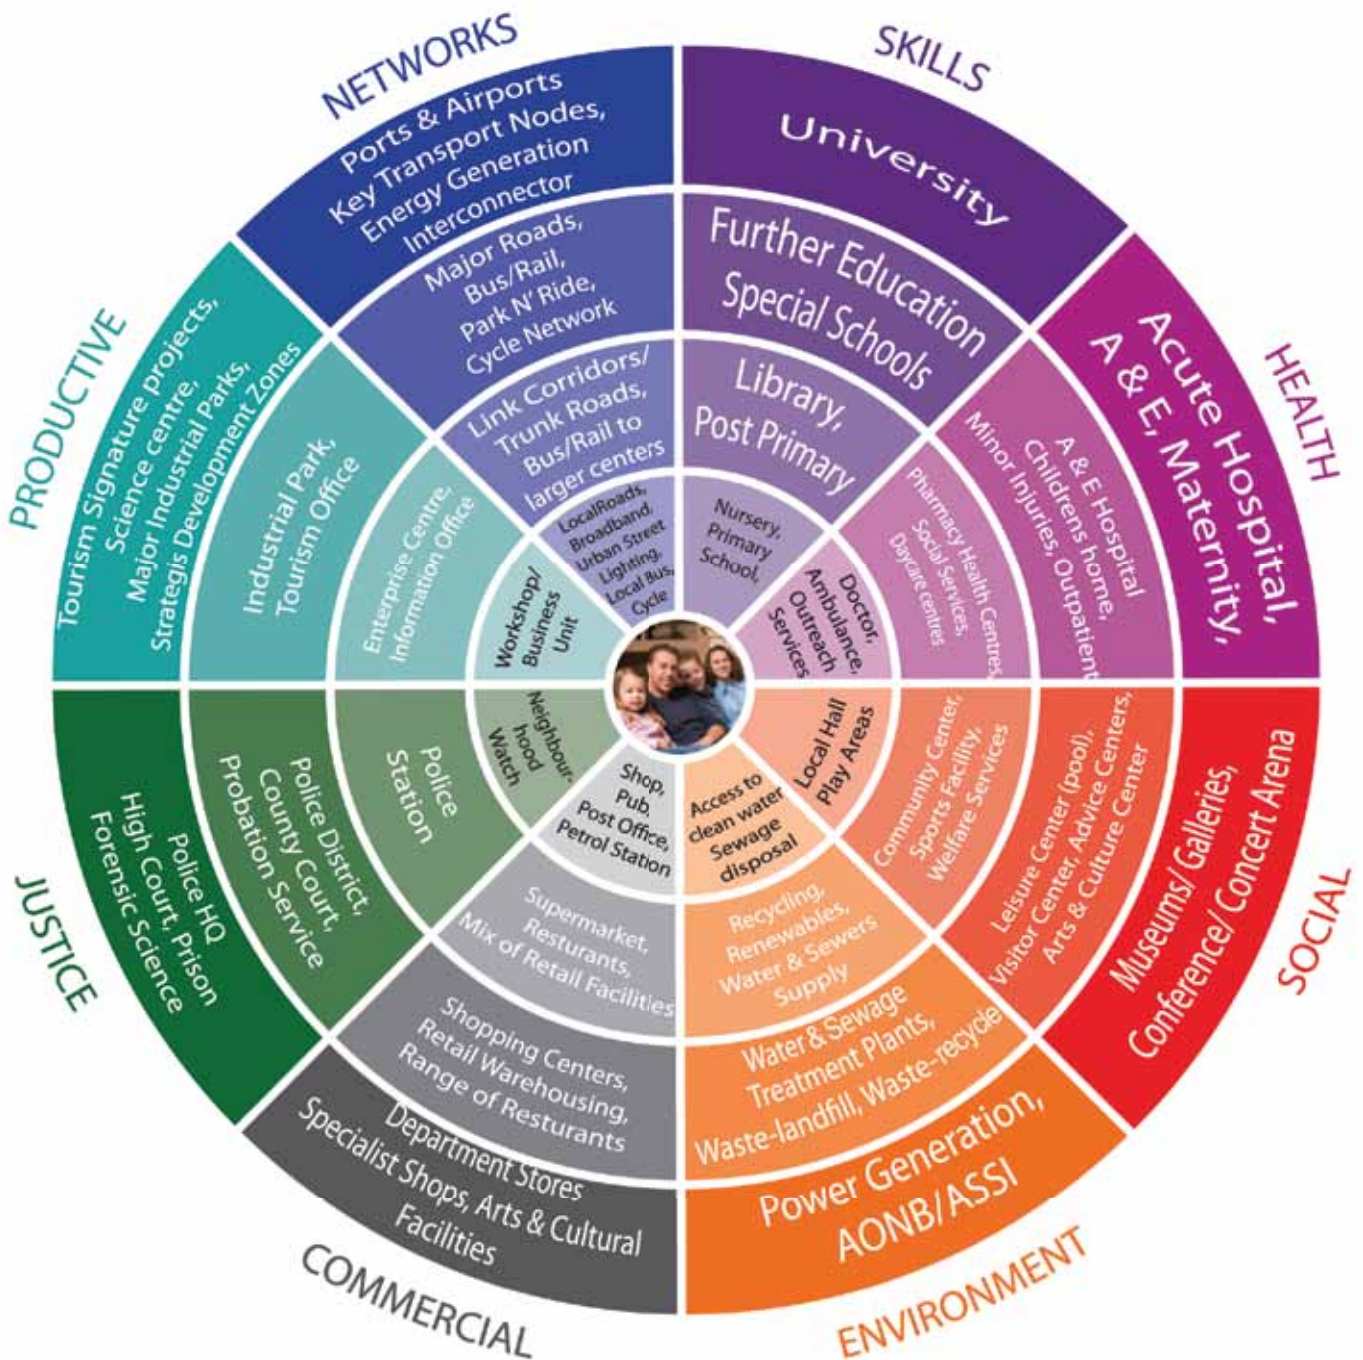 NETWORKS
Ports & Airports
Key Transport Nodes,
Energy Generation
Interconnector
Major Roads,
Bus/Rail,
Park N' Ride,
Cycle Network
Link Corridors/
Trunk Roads,
Bus/Rail to
larger centers
LocalRoads,
Broadband,
Urban Street
Lighting,
Local Bus,
Cycle
SKILLS
University
Further Education
Special Schools
Library,
Post Primary
Nursery,
Primary
School,
HEALTH
Acute Hospital,
A & E, Maternity,
A & E Hospital
Childrens home,
Minor Injuries, Outpatient
Pharmacy Health Centres,
Social Services,
Daycare centres
Doctor,
Ambulance,
Outreach
Services
SOCIAL
Museums/ Galleries,
Conference/ Concert Arena
Leisure Center (pool),
Visitor Center, Advice Centers,
Arts & Culture Center
Community Center,
Sports Facility,
Welfare Services
Local Hall
Play Areas
ENVIRONMENT
Power Generation,
AONB/ASSI
Water & Sewage
Treatment Plants,
Waste-landfill, Waste-recycle
Recycling,
Renewables,
Water & Sewers
Supply
Access to
clean water
Sewage
disposal
COMMERCIAL
Department Stores
Specialist Shops, Arts & Cultural
Facilities
Shopping Centers,
Retail Warehousing,
Range of Resturants
Supermarket,
Resturants,
Mix of Retail Facilities
Shop,
Pub,
Post Office,
Petrol Station
JUSTICE
Police HQ
High Court, Prison
Forensic Science
Police District,
County Court,
Probation Service
Police
Station
Neighbour-
hood
Watch
PRODUCTIVE
Tourism Signature projects,
Science centre,
Major Industrial Parks,
Strategis Development Zones
Industrial Park,
Tourism Office
Enterprise Centre,
Information Office
Workshop/
Business
Unit